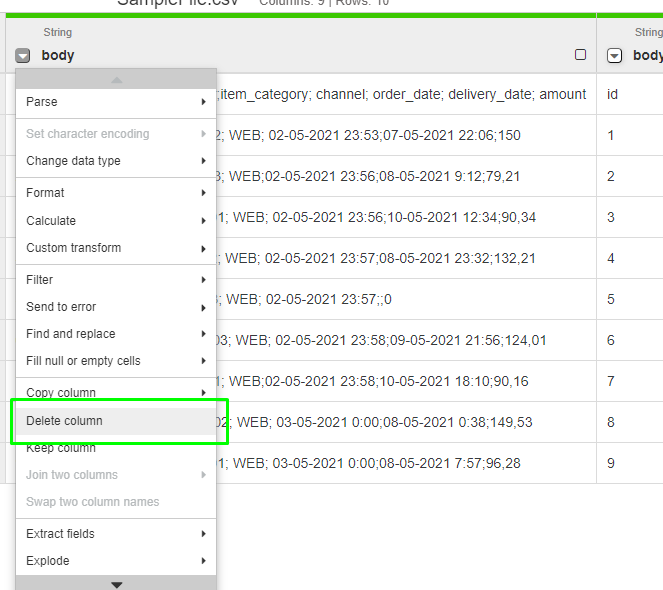 SampleFile.csv Columns: 9 | Rows: 10
String String
body body
;item_category; channel; order_date; delivery_date; amount id
Parse
2; WEB; 02-05-2021 23:53;07-05-2021 22:06;150 1
Set character encoding
Change data type
3; WEB;02-05-2021 23:56;08-05-2021 9:12;79,21 2
Format
Calculate
01; WEB; 02-05-2021 23:56;10-05-2021 12:34;90,34 3
Custom transform
; WEB; 02-05-2021 23:57;08-05-2021 23:32;132,21 4
Filter
Send to error
; WEB; 02-05-2021 23:57;;0 5
Find and replace
03; WEB; 02-05-2021 23:58;09-05-2021 21:56;124,01 6
Fill null or empty cells
1; WEB;02-05-2021 23:58;10-05-2021 18:10;90,16 7
Copy column
Delete column
02; WEB; 03-05-2021 0:00;08-05-2021 0:38;149,53 8
Keep column
1; WEB; 03-05-2021 0:00;08-05-2021 7:57;96,28 9
Join two columns
Swap two column names
Extract fields
Explode